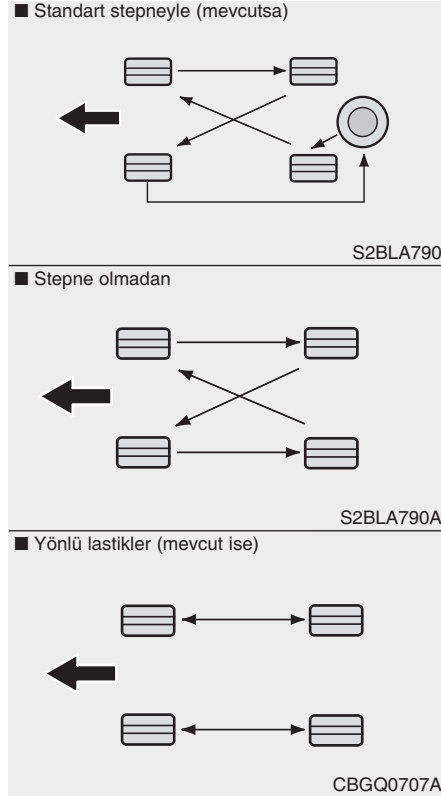 ■ Standart stepneyle (mevcutsa)
S2BLA790
■ Stepne olmadan
S2BLA790A
■ Yönlü lastikler (mevcut ise)
CBGQ0707A